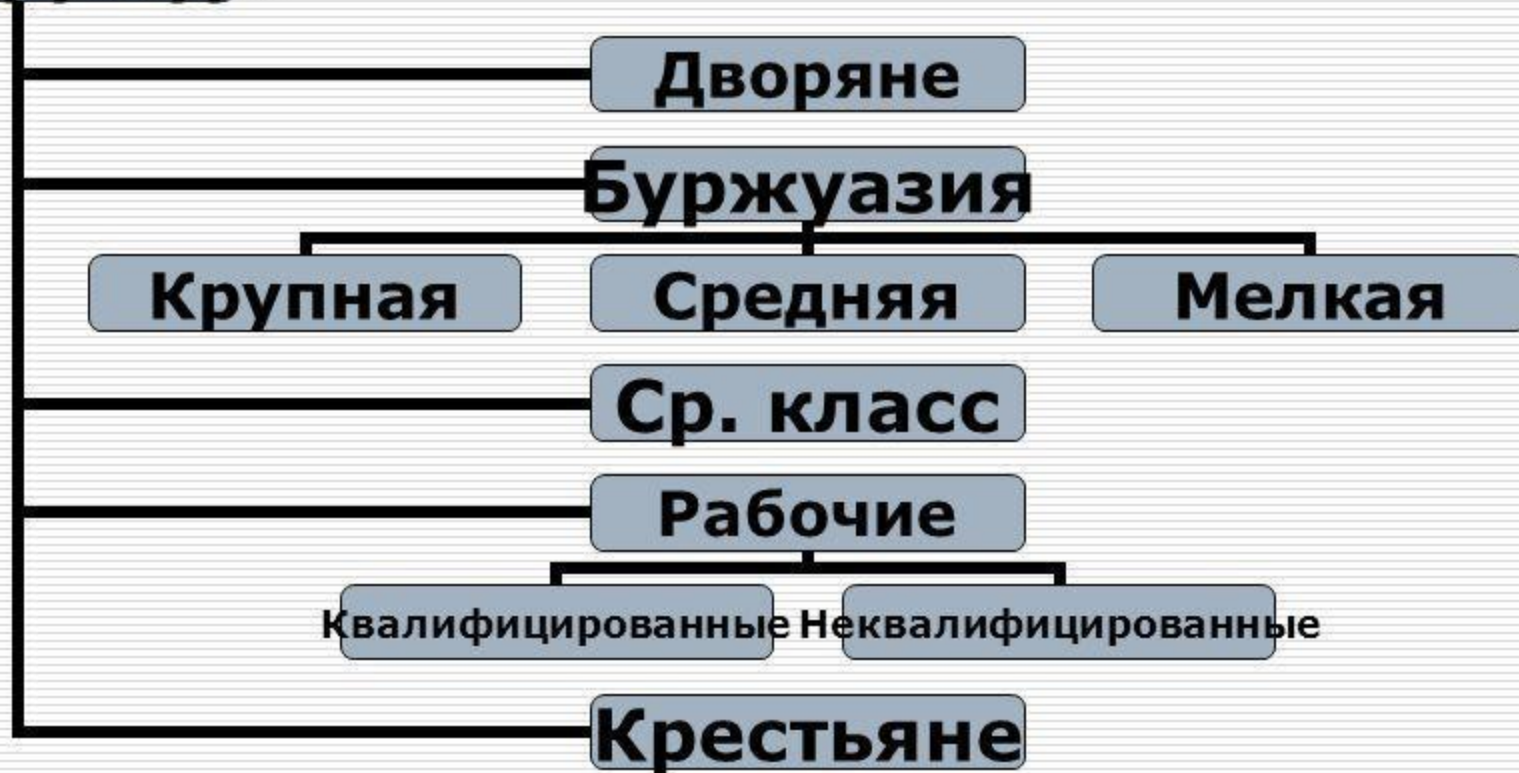 Дворяне
Буржуазия
Крупная Средняя Мелкая
Ср. класс
Рабочие
Квалифицированные Неквалифицированные
Крестьяне